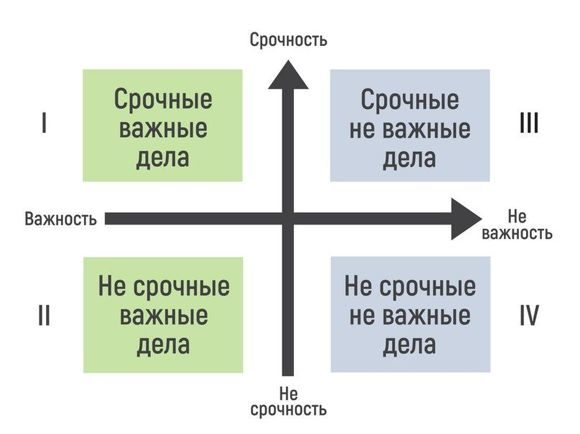 Срочность
I
Срочные
важные
дела
Срочные
не важные
дела
III
Важность
Не
важность
II
Не срочные
важные
дела
Не срочные
не важные
дела
IV
Не
срочность